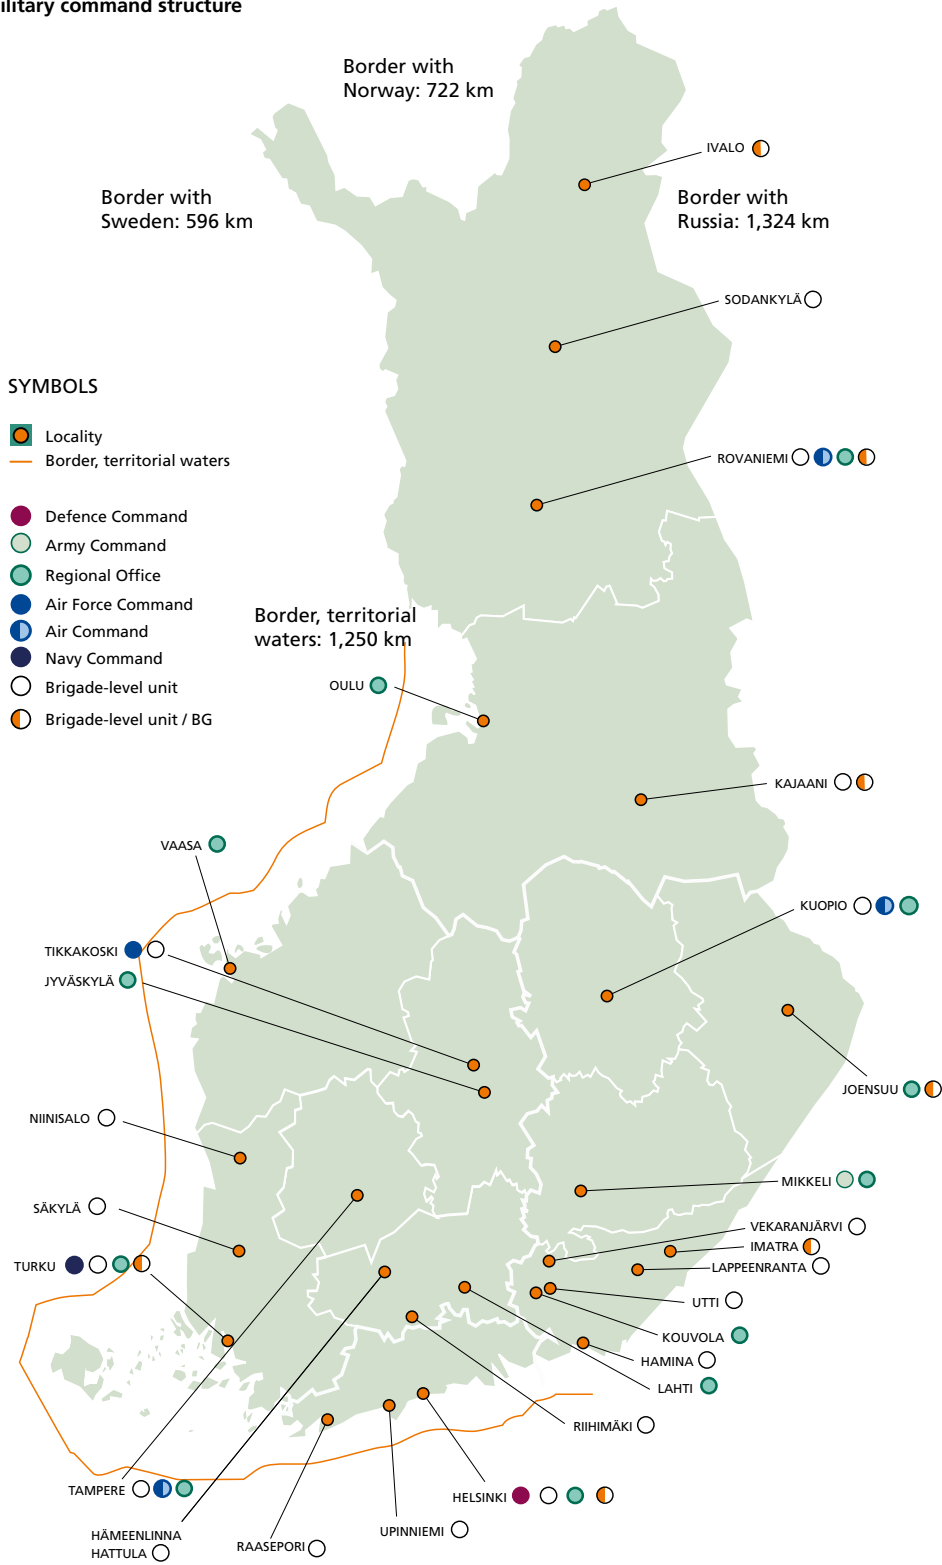 ilitary command structure
Border with
Norway: 722 km
IVALO
Border with
Sweden: 596 km
Border with
Russia: 1,324 km
SODANKYLÄ
SYMBOLS
Locality
Border, territorial waters
ROVANIEMI
Defence Command
Army Command
Regional Office
Air Force Command
Air Command
Navy Command
Brigade-level unit
Brigade-level unit / BG
Border, territorial
waters: 1,250 km
OULU
KAJAANI
VAASA
KUOPIO
TIKKAKOSKI
JYVÄSKYLÄ
JOENSUU
NIINISALO
MIKKELI
SÄKYLÄ
VEKARANJÄRVI
IMATRA
TURKU
LAPPEENRANTA
UTTI
KOUVOLA
HAMINA
LAHTI
RIIHIMÄKI
TAMPERE
HELSINKI
HÄMEENLINNA
HATTULA
RAASEPORI
UPINNIEMI